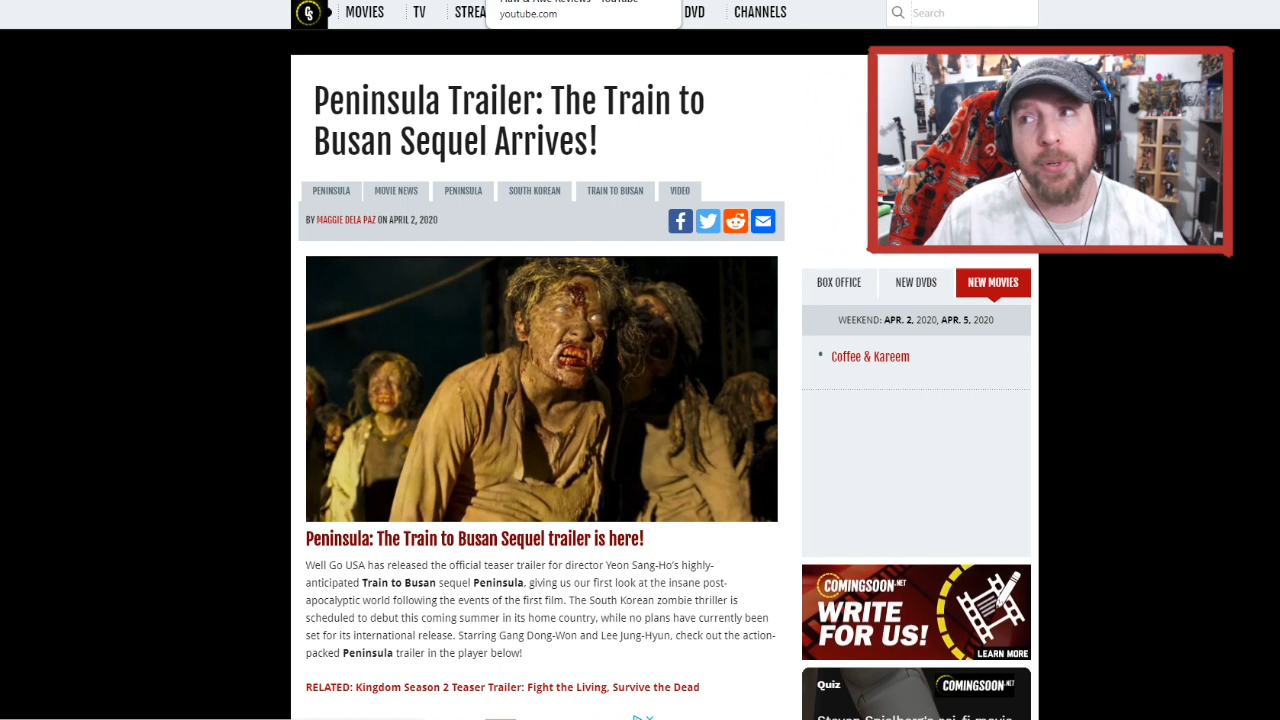 CS
MOVIES
TV
STREA
youtube.com
DVD
CHANNELS
Search
Peninsula Trailer: The Train to
Busan Sequel Arrives!
PENINSULA
MOVIE NEWS
PENINSULA
SOUTH KOREAN
TRAIN TO BUSAN
VIDEO
BY MAGGIE DELA PAZ ON APRIL 2, 2020
Peninsula: The Train to Busan Sequel trailer is here!
Well Go USA has released the official teaser trailer for director Yeon Sang-Ho's highly-
anticipated Train to Busan sequel Peninsula, giving us our first look at the insane post-
apocalyptic world following the events of the first film. The South Korean zombie thriller is
scheduled to debut this coming summer in its home country, while no plans have currently been
set for its international release. Starring Gang Dong-Won and Lee Jung-Hyun, check out the action-
packed Peninsula trailer in the player below!
RELATED: Kingdom Season 2 Teaser Trailer: Fight the Living, Survive the Dead
BOX OFFICE
NEW DVDS
NEW MOVIES
WEEKEND: APR. 2, 2020, APR. 5, 2020
Coffee & Kareem
COMINGSOON.NET
WRITE
FOR US!
LEARN MORE
Quiz
COMINGSOON.NET